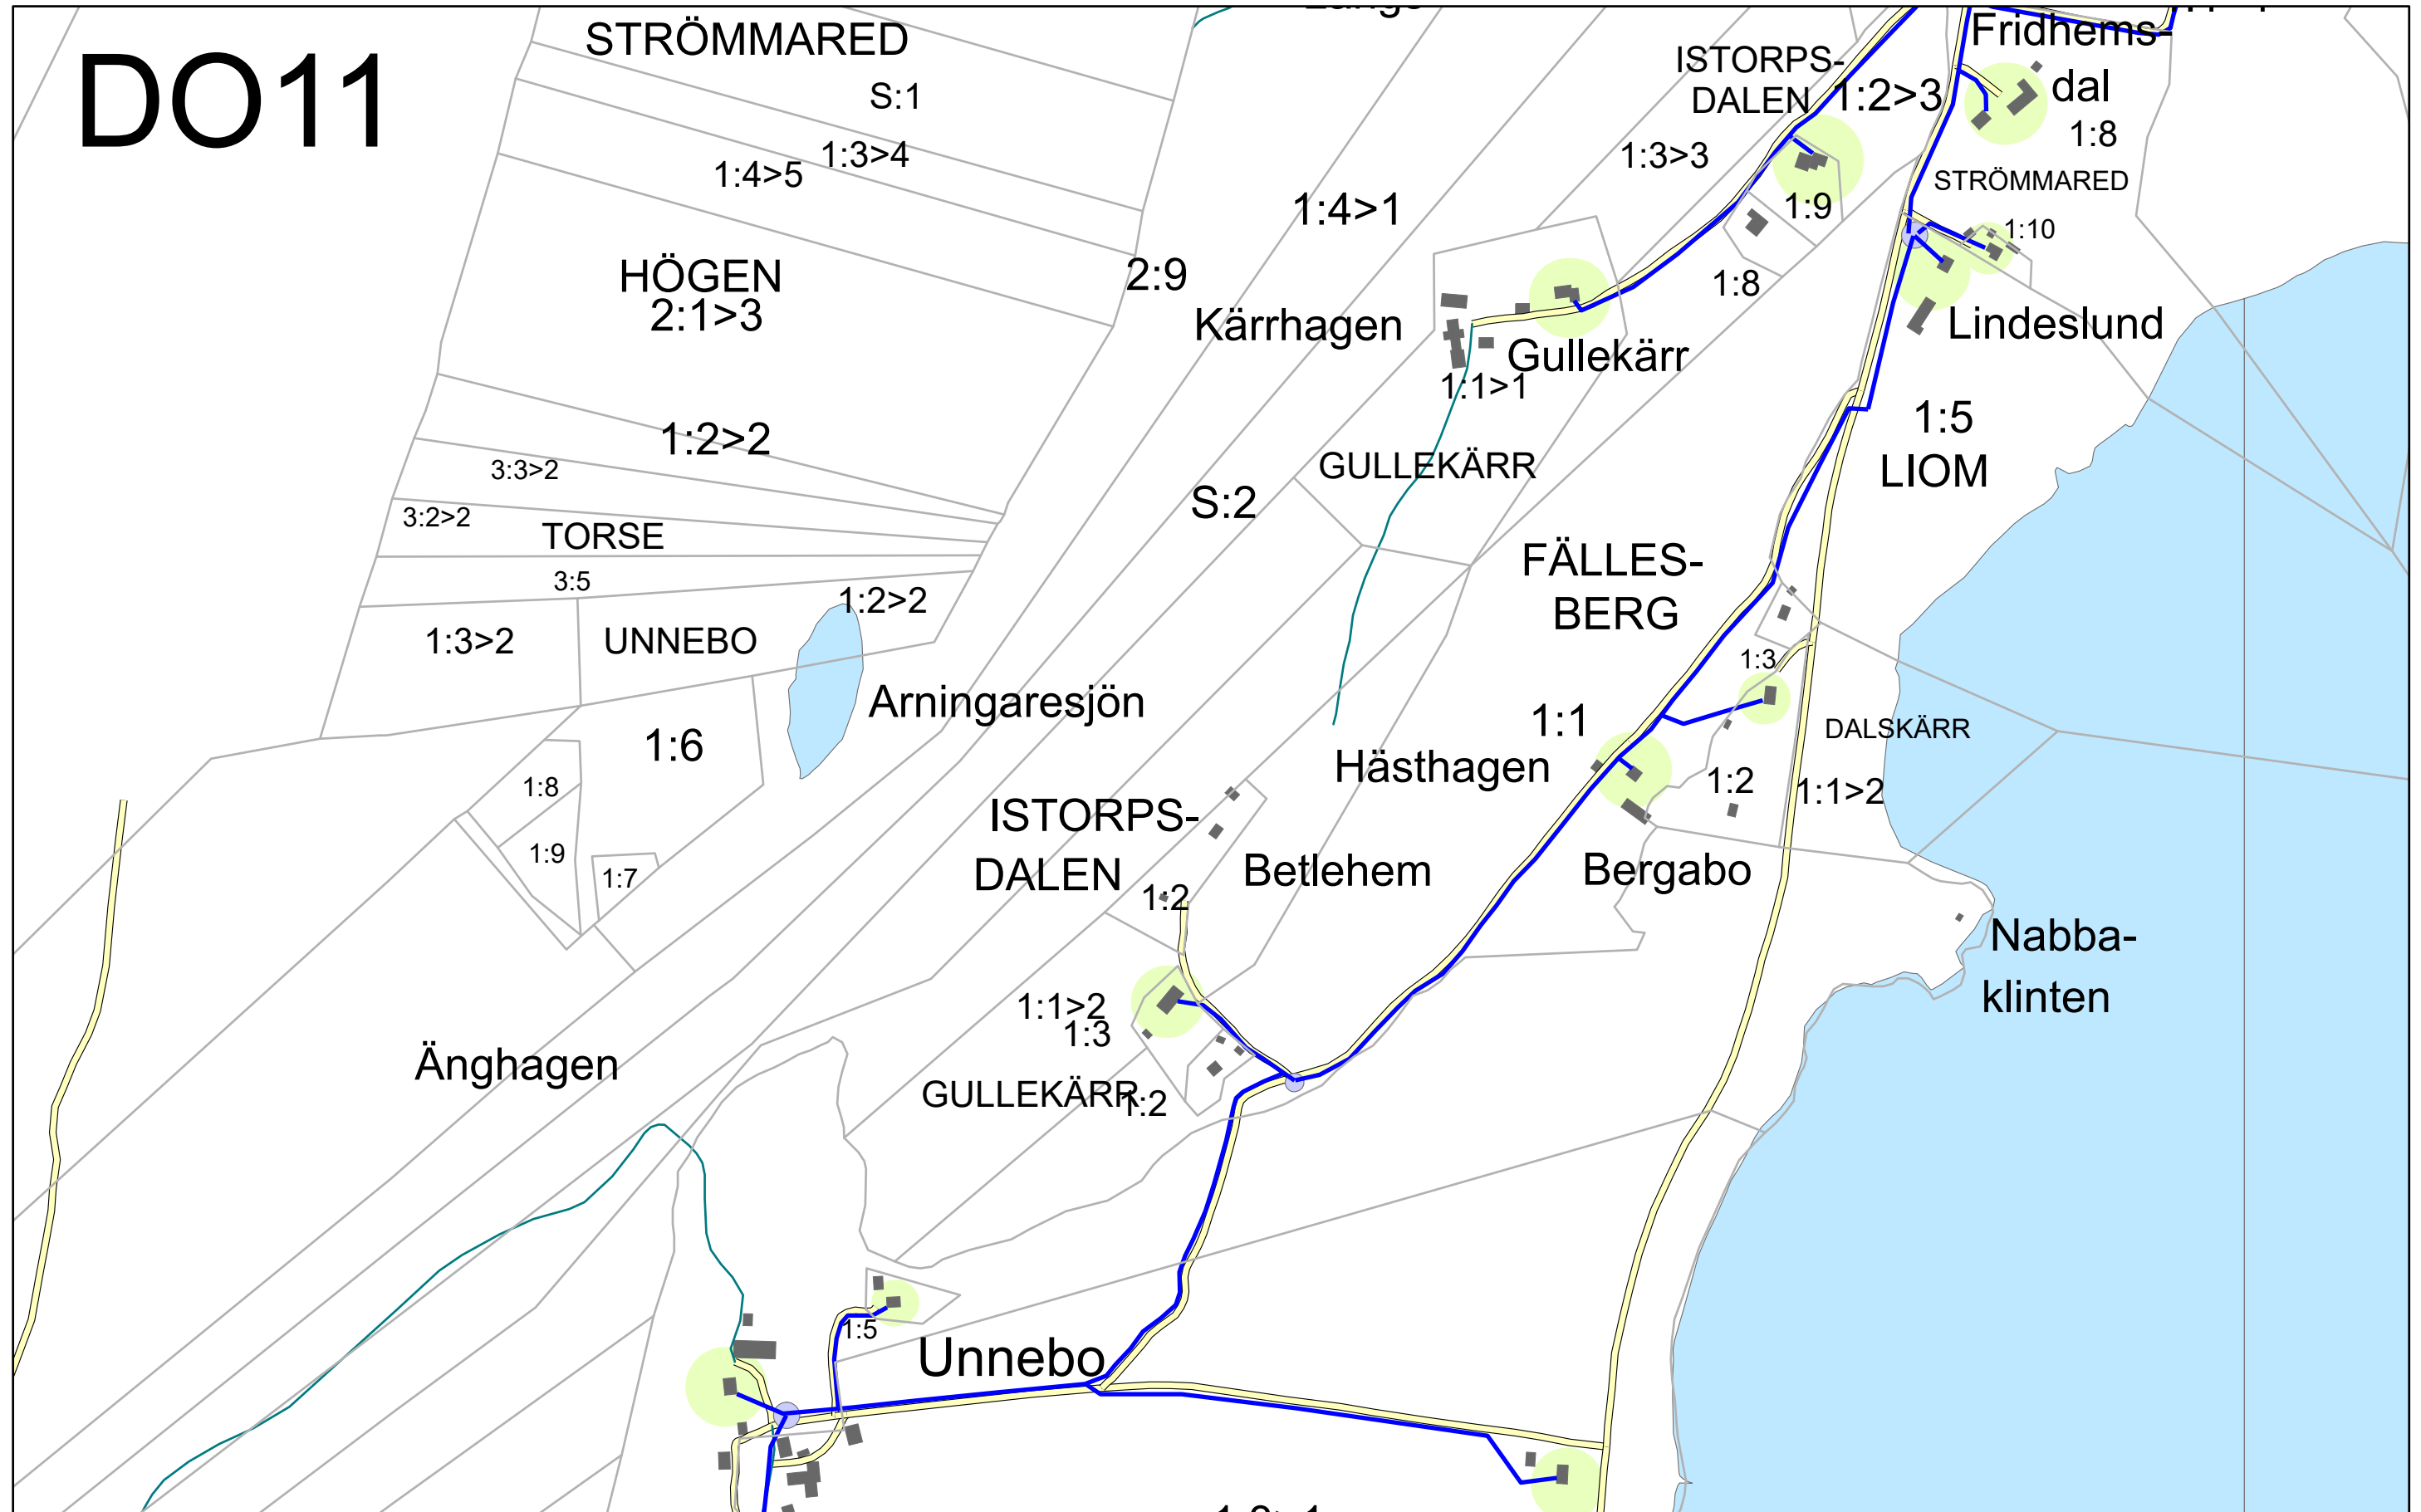 DO11
STRÖMMARED
S:1
1:3>4
1:4>5
HÖGEN
2:1>3
1:2>2
3:3>2
3:2>2
TORSE
3:5
1:2>2
1:3>2
UNNEBO
1:6
1:8
1:9
1:7
Arningaresjön
2:9
1:4>1
S:2
ISTORPS-
DALEN
1:2>3
1:3>3
1:9
1:8
Kärrhagen
Gullekärr
1:1>1
GULLEKÄRR
Fridhems-
dal
1:8
STRÖMMARED
1:10
Lindeslund
1:5
LIOM
FÄLLES-
BERG
1:3
1:1
Hästhagen
DALSKÄRR
1:2
1:1>2
Bergabo
Nabba-
klinten
ISTORPS-
DALEN
1:2
Betlehem
1:1>2
1:3
GULLEKÄRR
1:2
Änghagen
1:5
Unnebo